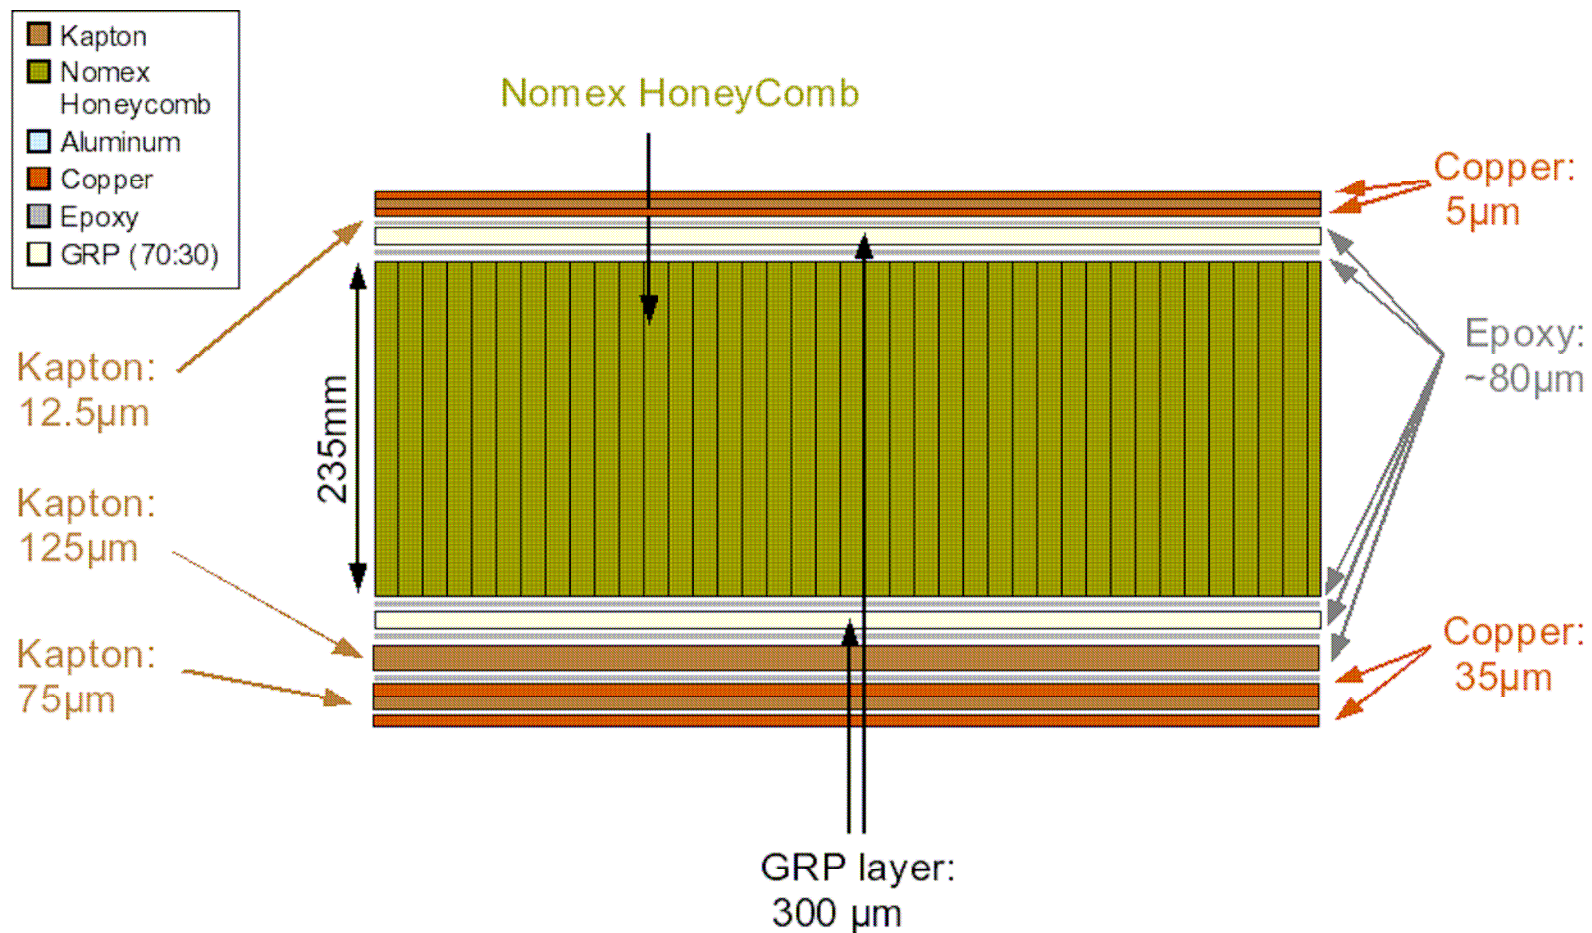 Kapton
Nomex
Honeycomb
Aluminum
Copper
Epoxy
GRP (70:30)
Nomex HoneyComb
Copper:
5µm
Kapton:
12.5µm
235mm
Epoxy:
~80µm
Kapton:
125µm
Kapton:
75µm
Copper:
35µm
GRP layer:
300 µm